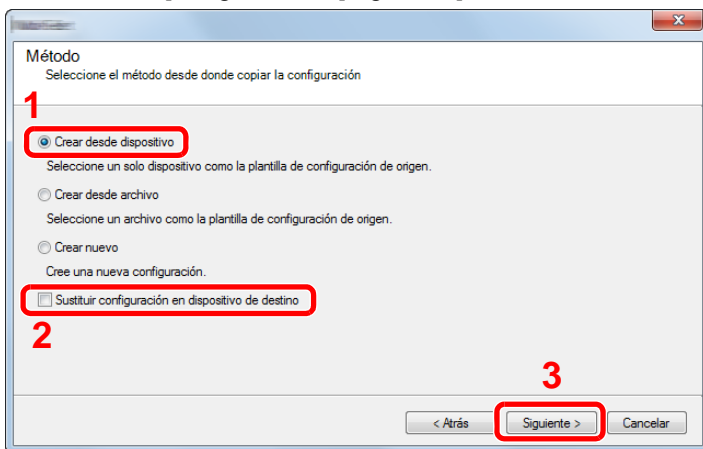 Método
Seleccione el método desde donde copiar la configuración
1
Crear desde dispositivo
Seleccione un solo dispositivo como la plantilla de configuración de origen.
Crear desde archivo
Seleccione un archivo como la plantilla de configuración de origen.
Crear nuevo
Cree una nueva configuración.
Sustituir configuración en dispositivo de destino
2
3
< Atrás Siguiente > Cancelar